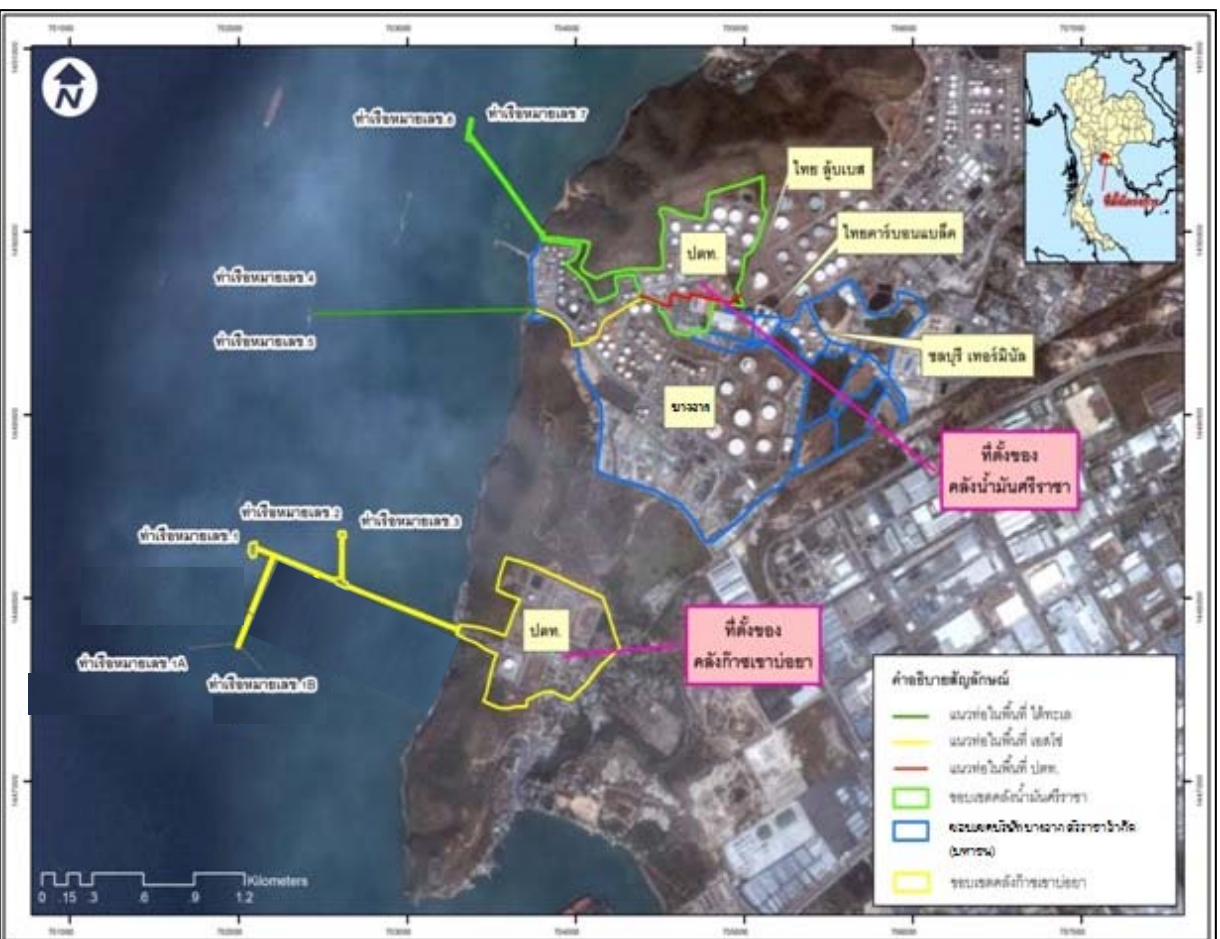 701000 702000 703000 704000 705000 706000 707000
N
ท่าเรือหมายเลข.6
ท่าเรือหมายเลข.7
ไทย ลู้บเบส
ไทยคาร์บอนแบล็ค
ปตท.
ท่าเรือหมายเลข.4
ท่าเรือหมายเลข.5
ชลบุรี เทอร์มินัล
บางจาก
ที่ตั้งของ
คลังน้ำมันศรีราชา
ท่าเรือหมายเลข.2
ท่าเรือหมายเลข.3
ท่าเรือหมายเลข.1
ปตท.
ที่ตั้งของ
คลังก๊าซเขาบ่อยา
ท่าเรือหมายเลข.1A
ท่าเรือหมายเลข.1B
คำอธิบายสัญลักษณ์
แนวท่อในพื้นที่ ใต้ทะเล
แนวท่อในพื้นที่ เอสโซ่
แนวท่อในพื้นที่ ปตท.
ขอบเขตคลังน้ำมันศรีราชา
ขอบเขตบริษัท บางจาก ศรีราชา จำกัด
(มหาชน)
ขอบเขตคลังก๊าซเขาบ่อยา
Kilometers
0 .15 .3 .6 .9 1.2
701000 702000 703000 704000 705000 706000 707000